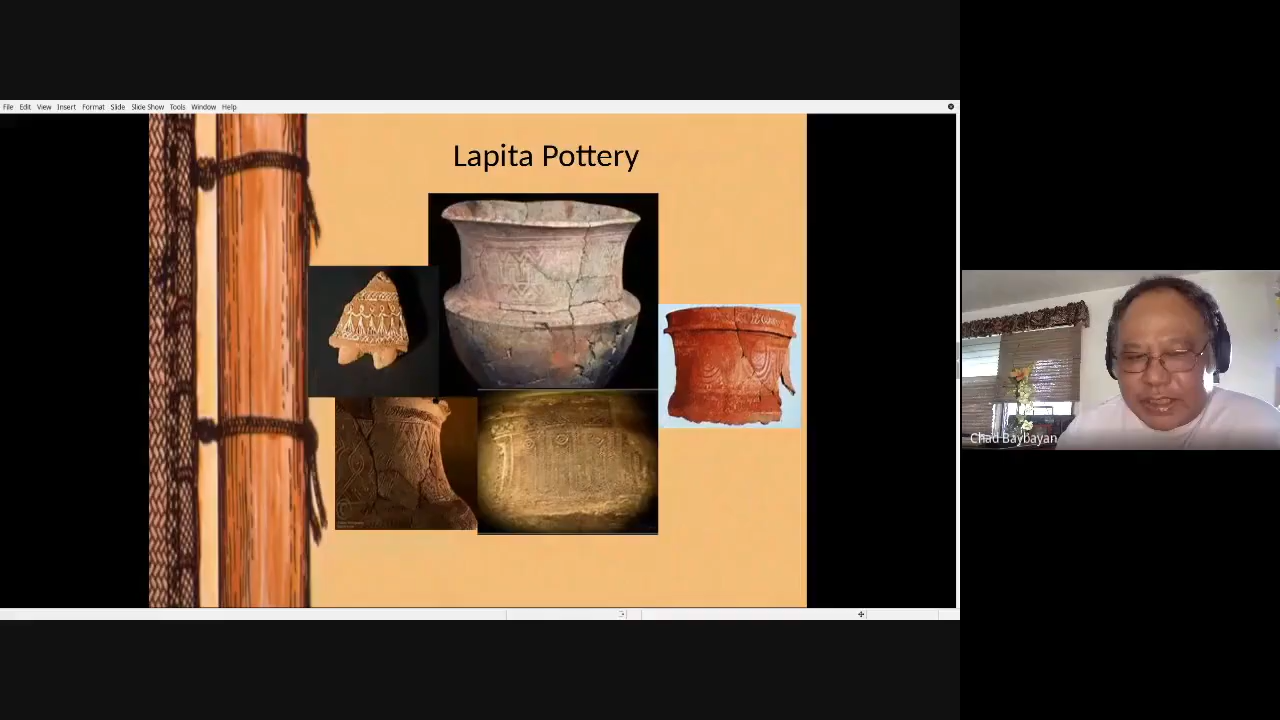 File Edit View Insert Format Slide Slide Show Tools Window Help
Lapita Pottery
Chad Baybayan